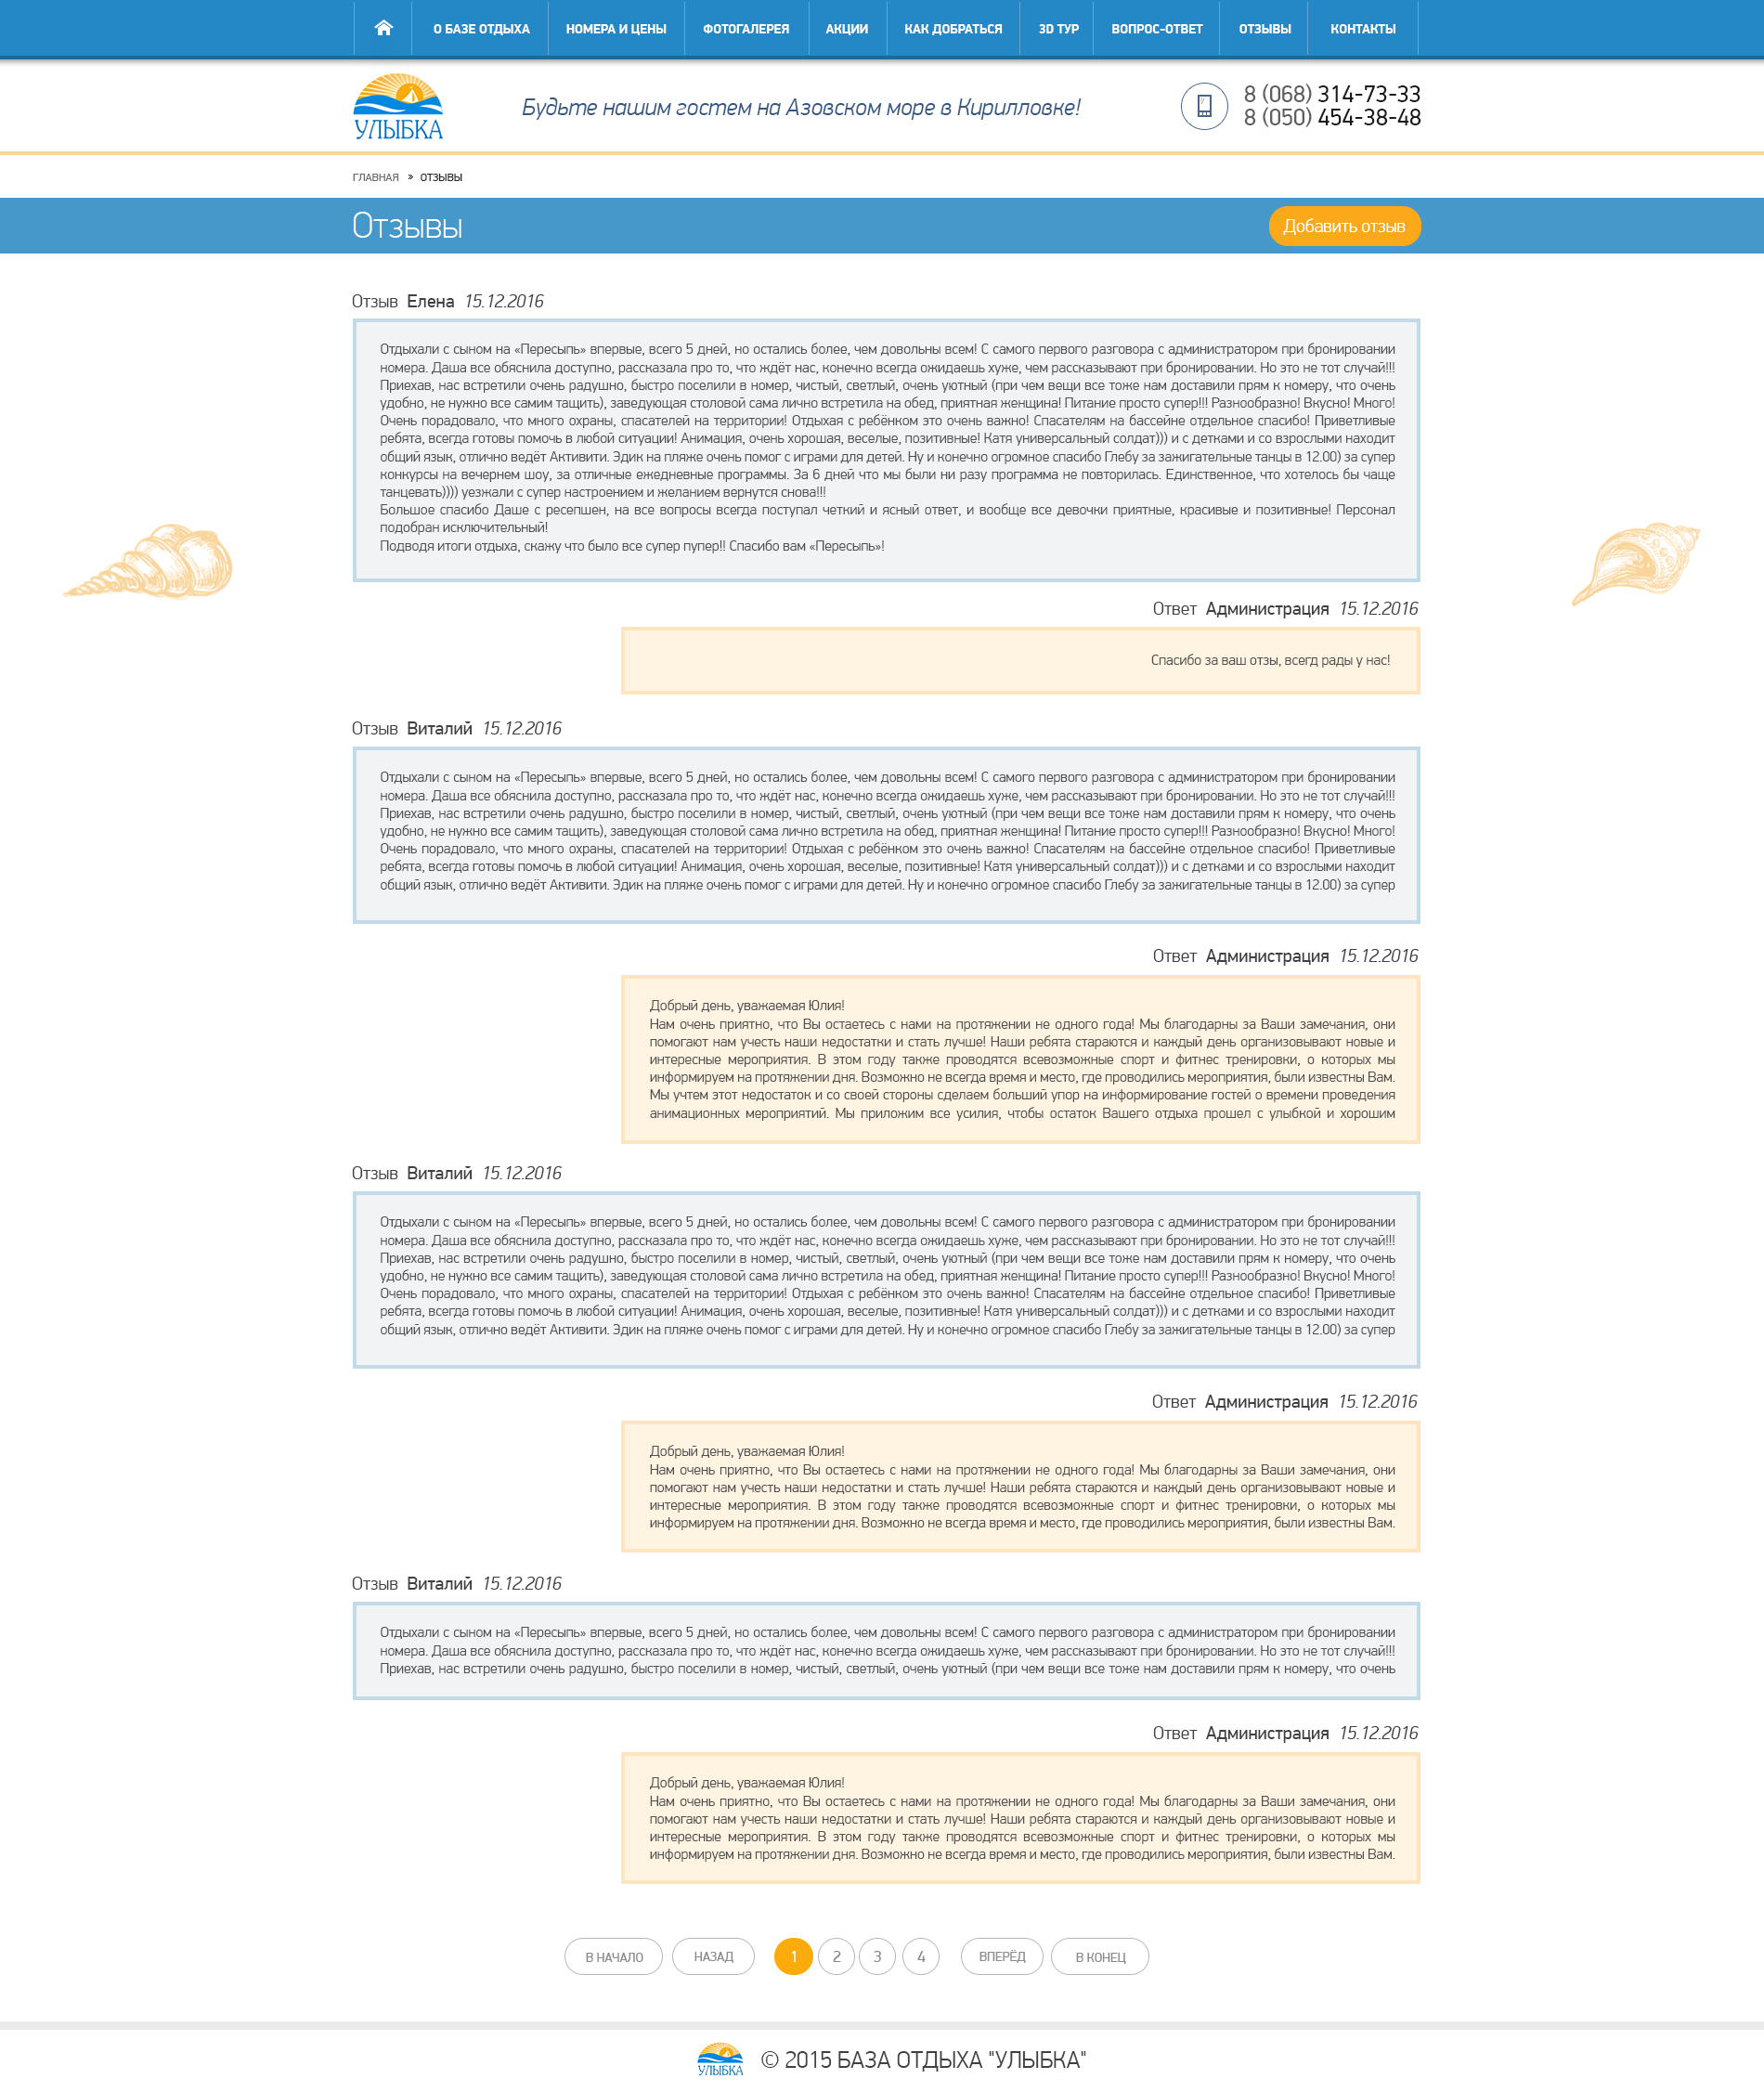 О БАЗЕ ОТДЫХА НОМЕРА И ЦЕНЫ ФОТОГАЛЕРЕЯ АКЦИИ КАК ДОБРАТЬСЯ 3D ТУР ВОПРОС-ОТВЕТ ОТЗЫВЫ КОНТАКТЫ
УЛЫБКА
Будьте нашим гостем на Азовском море в Кирилловке!
8 (068) 314-73-33
8 (050) 454-38-48
ГЛАВНАЯ » ОТЗЫВЫ
Отзывы
Добавить отзыв
Отзыв Елена 15.12.2016
Отдыхали с сыном на «Пересыпь» впервые, всего 5 дней, но остались более, чем довольны всем! С самого первого разговора с администратором при бронировании
номера. Даша все обяснила доступно, рассказала про то, что ждёт нас, конечно всегда ожидаешь хуже, чем рассказывают при бронировании. Но это не тот случай!!!
Приехав, нас встретили очень радушно, быстро поселили в номер, чистый, светлый, очень уютный (при чем вещи все тоже нам доставили прям к номеру, что очень
удобно, не нужно все самим тащить), заведующая столовой сама лично встретила на обед, приятная женщина! Питание просто супер!!! Разнообразно! Вкусно! Много!
Очень порадовало, что много охраны, спасателей на территории! Отдыхая с ребёнком это очень важно! Спасателям на бассейне отдельное спасибо! Приветливые
ребята, всегда готовы помочь в любой ситуации! Анимация, очень хорошая, веселые, позитивные! Катя универсальный солдат))) и с детками и со взрослыми находит
общий язык, отлично ведёт Активити. Эдик на пляже очень помог с играми для детей. Ну и конечно огромное спасибо Глебу за зажигательные танцы в 12.00) за супер
конкурсы на вечернем шоу, за отличные ежедневные программы. За 6 дней что мы были ни разу программа не повторилась. Единственное, что хотелось бы чаще
танцевать)))) уезжали с супер настроением и желанием вернутся снова!!!
Большое спасибо Даше с ресепшен, на все вопросы всегда поступал четкий и ясный ответ, и вообще все девочки приятные, красивые и позитивные! Персонал
подобран исключительный!
Подводя итоги отдыха, скажу что было все супер пупер!! Спасибо вам «Пересыпь»!
Ответ Администрация 15.12.2016
Спасибо за ваш отзы, всегд рады у нас!
Отзыв Виталий 15.12.2016
Отдыхали с сыном на «Пересыпь» впервые, всего 5 дней, но остались более, чем довольны всем! С самого первого разговора с администратором при бронировании
номера. Даша все обяснила доступно, рассказала про то, что ждёт нас, конечно всегда ожидаешь хуже, чем рассказывают при бронировании. Но это не тот случай!!!
Приехав, нас встретили очень радушно, быстро поселили в номер, чистый, светлый, очень уютный (при чем вещи все тоже нам доставили прям к номеру, что очень
удобно, не нужно все самим тащить), заведующая столовой сама лично встретила на обед, приятная женщина! Питание просто супер!!! Разнообразно! Вкусно! Много!
Очень порадовало, что много охраны, спасателей на территории! Отдыхая с ребёнком это очень важно! Спасателям на бассейне отдельное спасибо! Приветливые
ребята, всегда готовы помочь в любой ситуации! Анимация, очень хорошая, веселые, позитивные! Катя универсальный солдат))) и с детками и со взрослыми находит
общий язык, отлично ведёт Активити. Эдик на пляже очень помог с играми для детей. Ну и конечно огромное спасибо Глебу за зажигательные танцы в 12.00) за супер
Ответ Администрация 15.12.2016
Добрый день, уважаемая Юлия!
Нам очень приятно, что Вы остаетесь с нами на протяжении не одного года! Мы благодарны за Ваши замечания, они
помогают нам учесть наши недостатки и стать лучше! Наши ребята стараются и каждый день организовывают новые и
интересные мероприятия. В этом году также проводятся всевозможные спорт и фитнес тренировки, о которых мы
информируем на протяжении дня. Возможно не всегда время и место, где проводились мероприятия, были известны Вам.
Мы учтем этот недостаток и со своей стороны сделаем больший упор на информирование гостей о времени проведения
анимационных мероприятий. Мы приложим все усилия, чтобы остаток Вашего отдыха прошел с улыбкой и хорошим
Отзыв Виталий 15.12.2016
Отдыхали с сыном на «Пересыпь» впервые, всего 5 дней, но остались более, чем довольны всем! С самого первого разговора с администратором при бронировании
номера. Даша все обяснила доступно, рассказала про то, что ждёт нас, конечно всегда ожидаешь хуже, чем рассказывают при бронировании. Но это не тот случай!!!
Приехав, нас встретили очень радушно, быстро поселили в номер, чистый, светлый, очень уютный (при чем вещи все тоже нам доставили прям к номеру, что очень
удобно, не нужно все самим тащить), заведующая столовой сама лично встретила на обед, приятная женщина! Питание просто супер!!! Разнообразно! Вкусно! Много!
Очень порадовало, что много охраны, спасателей на территории! Отдыхая с ребёнком это очень важно! Спасателям на бассейне отдельное спасибо! Приветливые
ребята, всегда готовы помочь в любой ситуации! Анимация, очень хорошая, веселые, позитивные! Катя универсальный солдат))) и с детками и со взрослыми находит
общий язык, отлично ведёт Активити. Эдик на пляже очень помог с играми для детей. Ну и конечно огромное спасибо Глебу за зажигательные танцы в 12.00) за супер
Ответ Администрация 15.12.2016
Добрый день, уважаемая Юлия!
Нам очень приятно, что Вы остаетесь с нами на протяжении не одного года! Мы благодарны за Ваши замечания, они
помогают нам учесть наши недостатки и стать лучше! Наши ребята стараются и каждый день организовывают новые и
интересные мероприятия. В этом году также проводятся всевозможные спорт и фитнес тренировки, о которых мы
информируем на протяжении дня. Возможно не всегда время и место, где проводились мероприятия, были известны Вам.
Отзыв Виталий 15.12.2016
Отдыхали с сыном на «Пересыпь» впервые, всего 5 дней, но остались более, чем довольны всем! С самого первого разговора с администратором при бронировании
номера. Даша все обяснила доступно, рассказала про то, что ждёт нас, конечно всегда ожидаешь хуже, чем рассказывают при бронировании. Но это не тот случай!!!
Приехав, нас встретили очень радушно, быстро поселили в номер, чистый, светлый, очень уютный (при чем вещи все тоже нам доставили прям к номеру, что очень
Ответ Администрация 15.12.2016
Добрый день, уважаемая Юлия!
Нам очень приятно, что Вы остаетесь с нами на протяжении не одного года! Мы благодарны за Ваши замечания, они
помогают нам учесть наши недостатки и стать лучше! Наши ребята стараются и каждый день организовывают новые и
интересные мероприятия. В этом году также проводятся всевозможные спорт и фитнес тренировки, о которых мы
информируем на протяжении дня. Возможно не всегда время и место, где проводились мероприятия, были известны Вам.
В НАЧАЛО НАЗАД 1 2 3 4 ВПЕРЁД В КОНЕЦ
УЛЫБКА © 2015 БАЗА ОТДЫХА "УЛЫБКА"